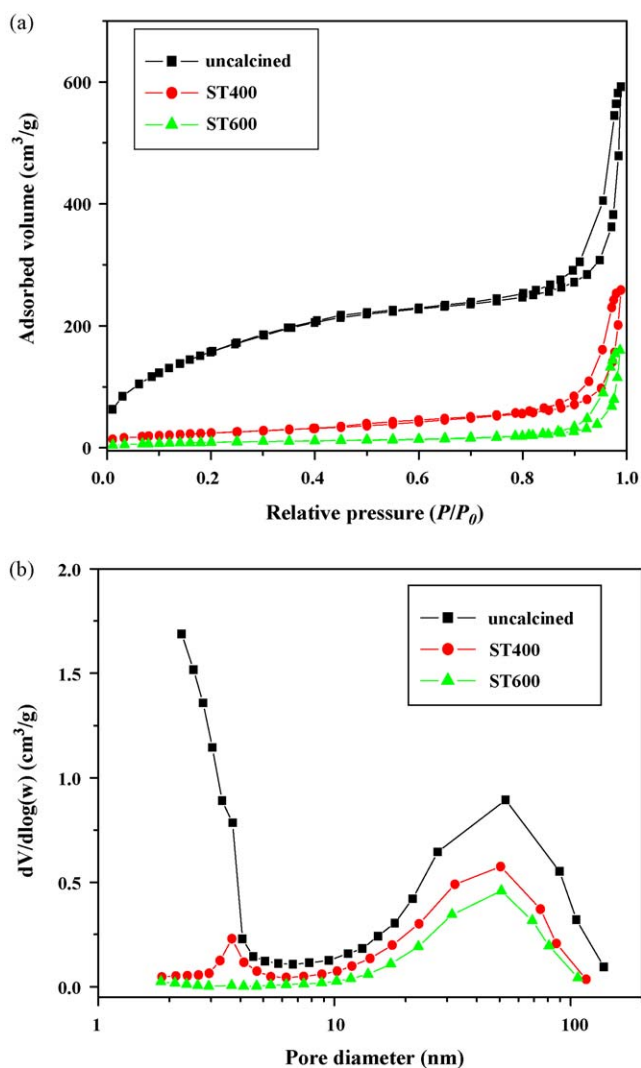 (a)
uncalcined
ST400
ST600
600
400
200
0
Adsorbed volume (cm³/g)
0.0 0.2 0.4 0.6 0.8 1.0
Relative pressure (P/P₀)
(b)
2.0
uncalcined
ST400
ST600
1.5
1.0
0.5
0.0
dV/dlog(w) (cm³/g)
1 10 100
Pore diameter (nm)